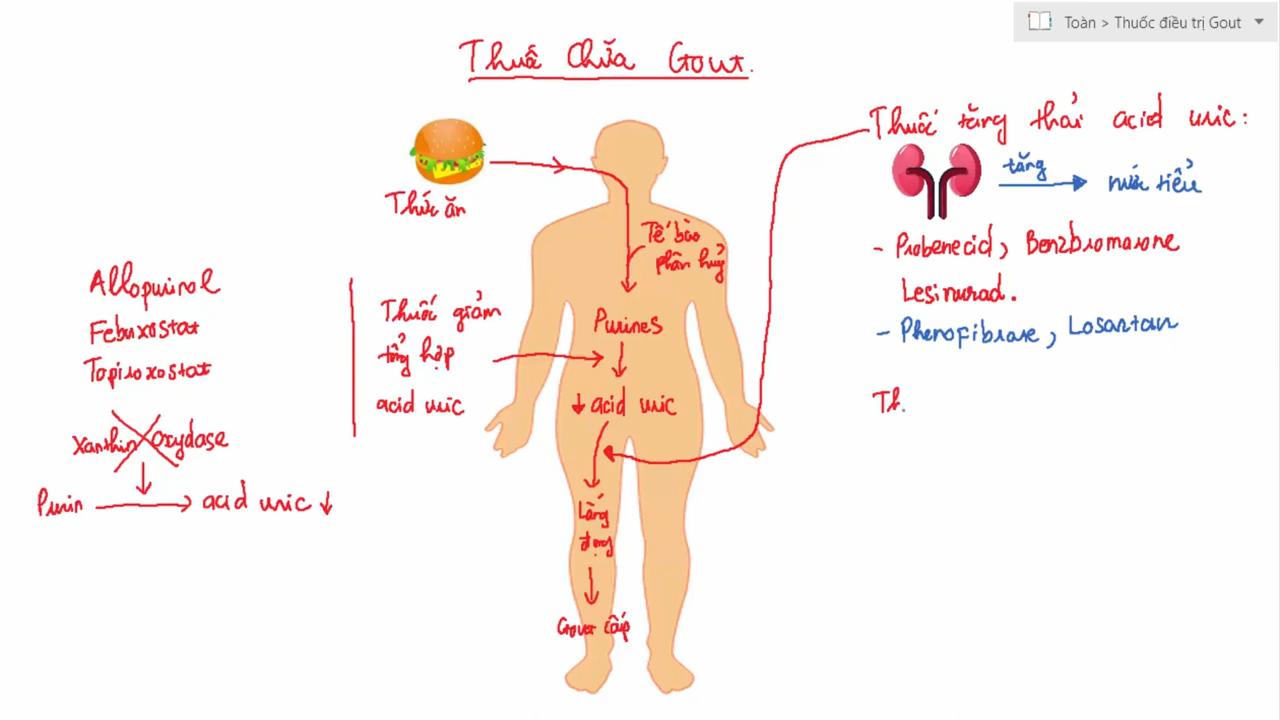 Toàn > Thuốc điều trị Gout
Thuốc Chữa Gout.
Thức ăn
Tế bào
phân huỷ
Purines
acid uric
Lắng
đọng
Gout cấp
Thuốc giảm
tổng hợp
acid uric
Allopurinol
Febuxostat
Topiroxostat
Xanthin oxydase
Purin acid uric
Thuốc tăng thải acid uric:
tăng
nước tiểu
- Probenecid, Benzbromarone
Lesinurad.
- Phenofibrare, Losartan
Th.